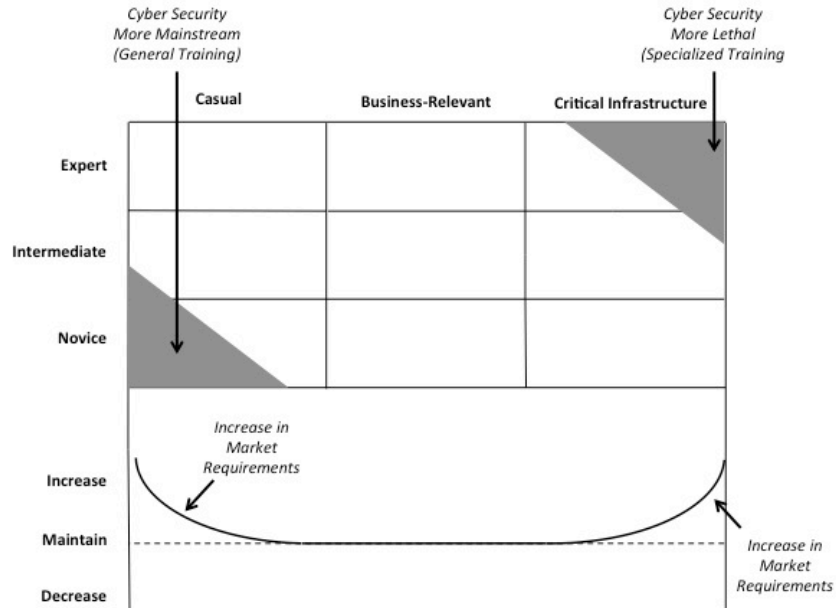 Cyber Security
More Mainstream
(General Training)
Cyber Security
More Lethal
(Specialized Training
Casual
Business-Relevant
Critical Infrastructure
Expert
Intermediate
Novice
Increase in
Market
Requirements
Increase
Maintain
Decrease
Increase in
Market
Requirements